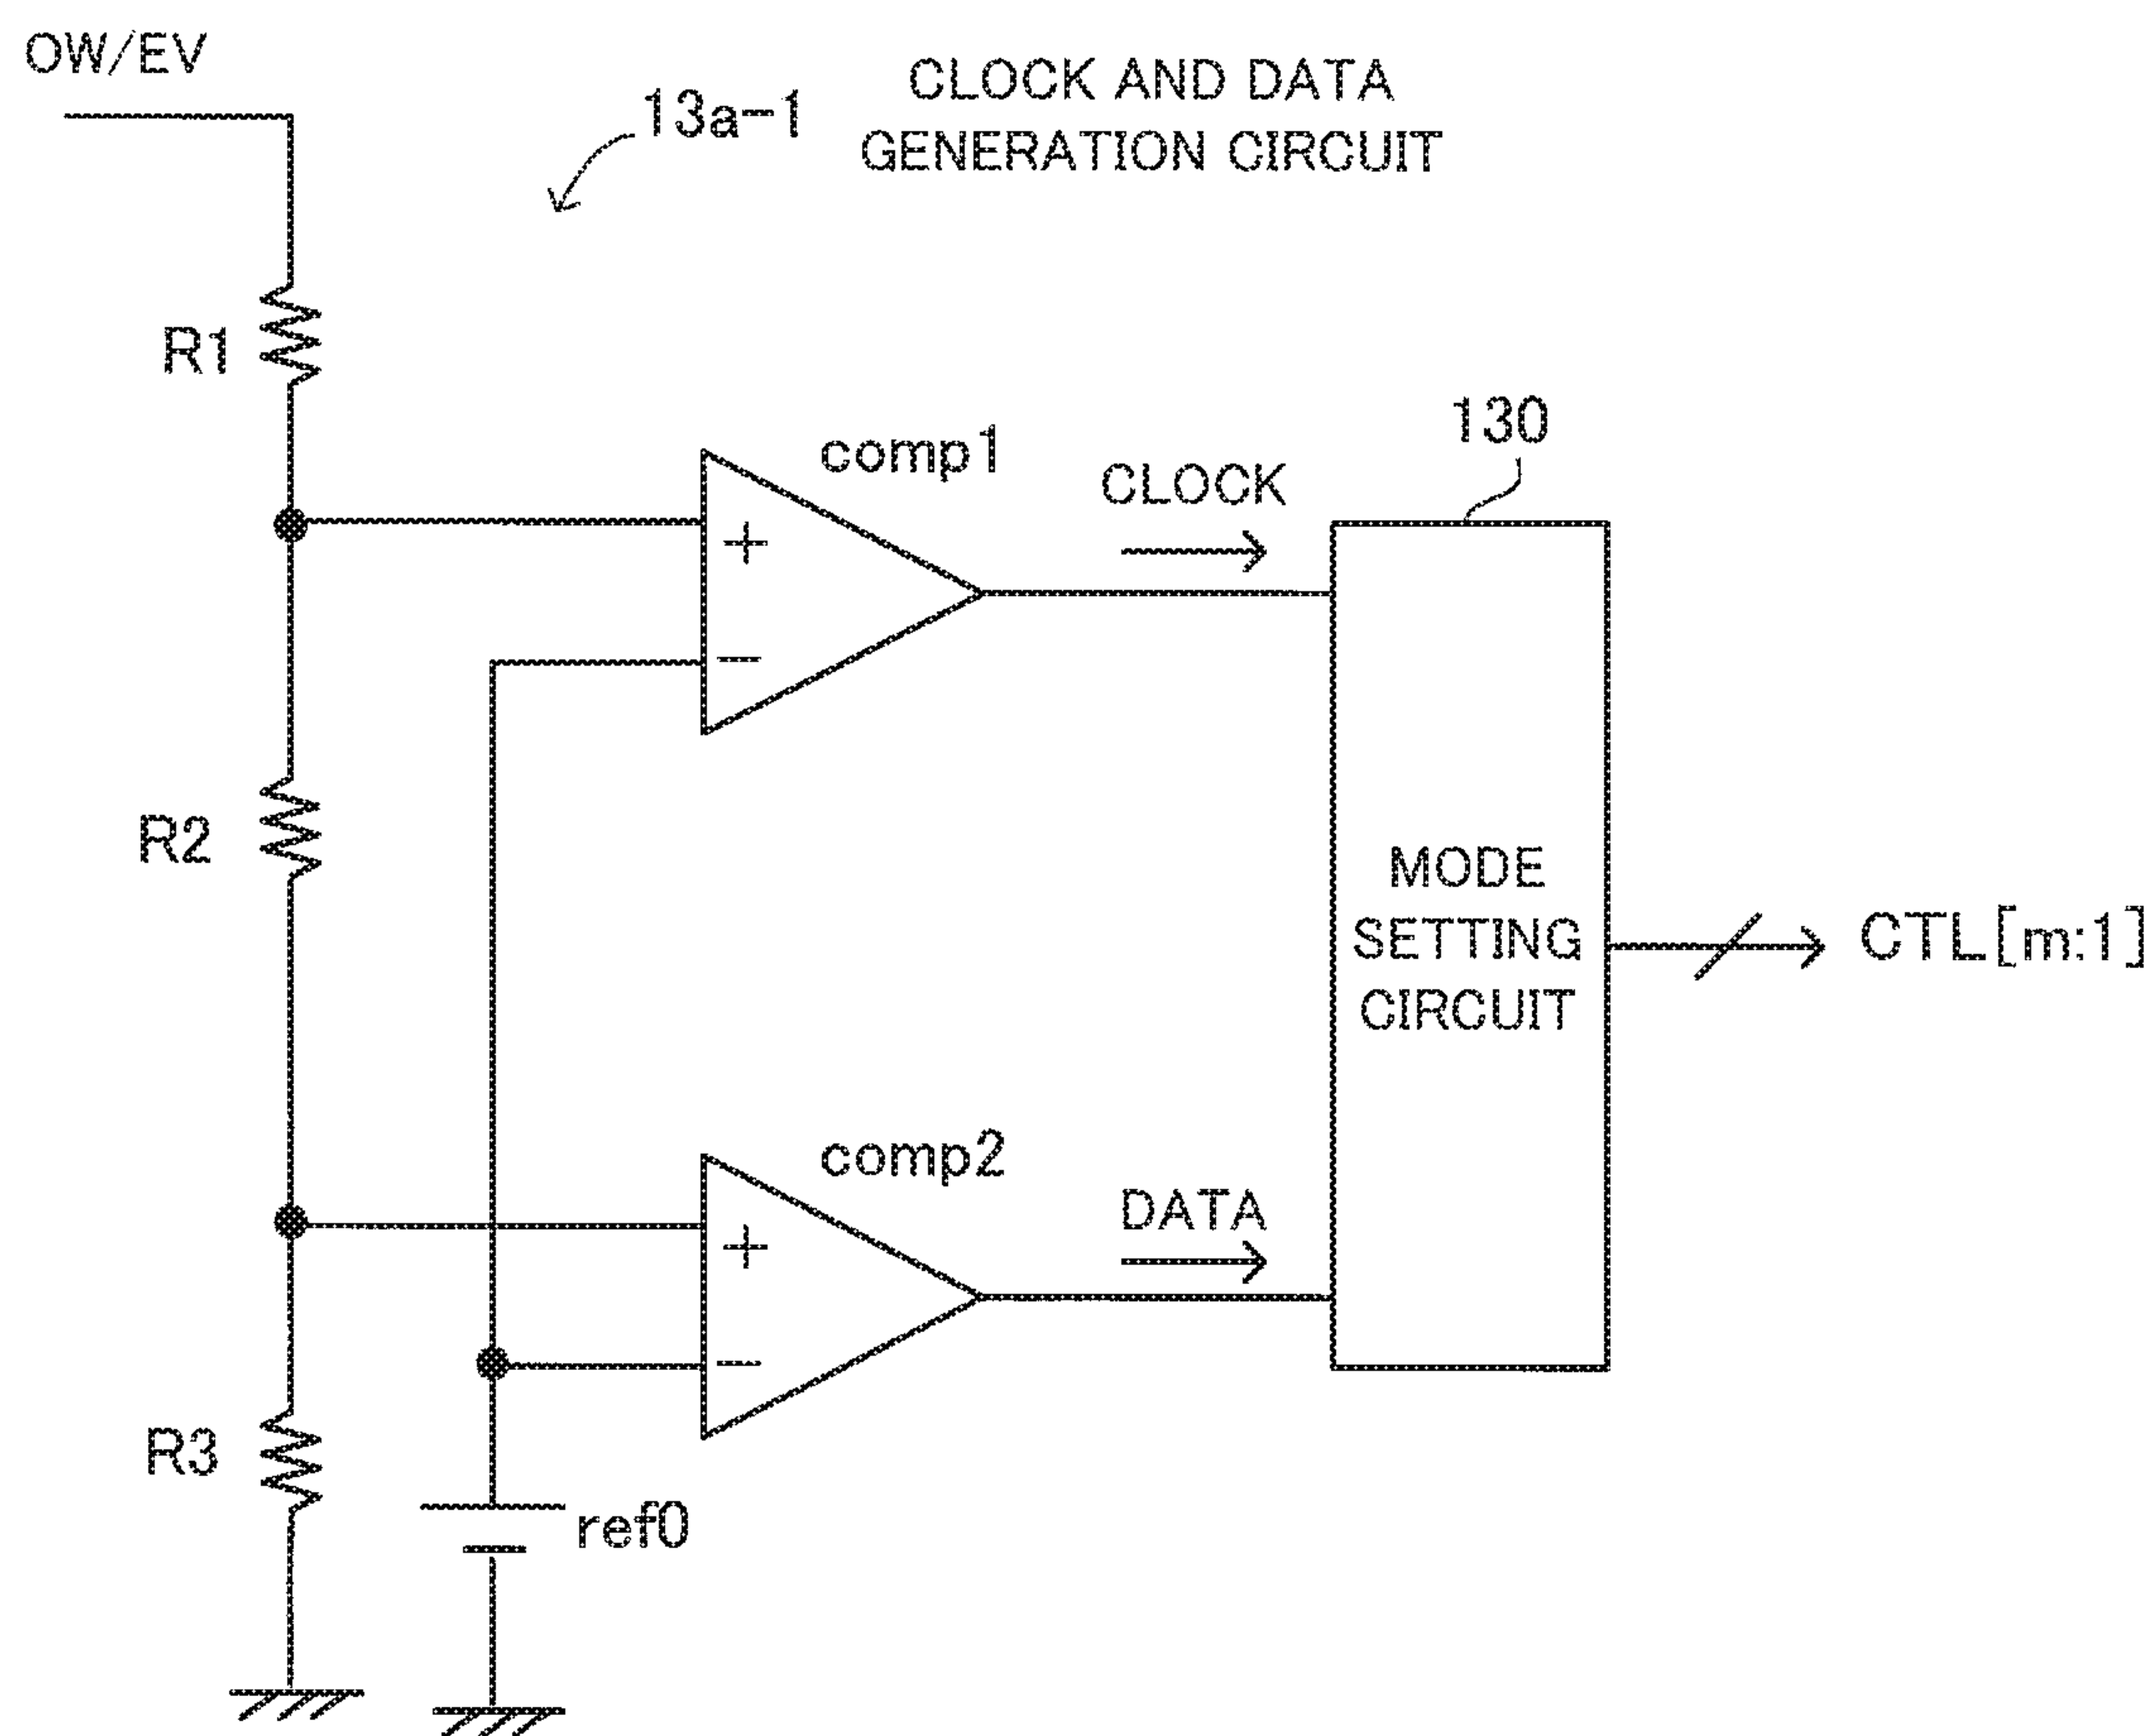 OW/EV
13a-1
CLOCK AND DATA
GENERATION CIRCUIT
R1
comp1
+
−
CLOCK
130
R2
MODE
SETTING
CIRCUIT
CTL[m:1]
comp2
+
−
DATA
R3
ref0